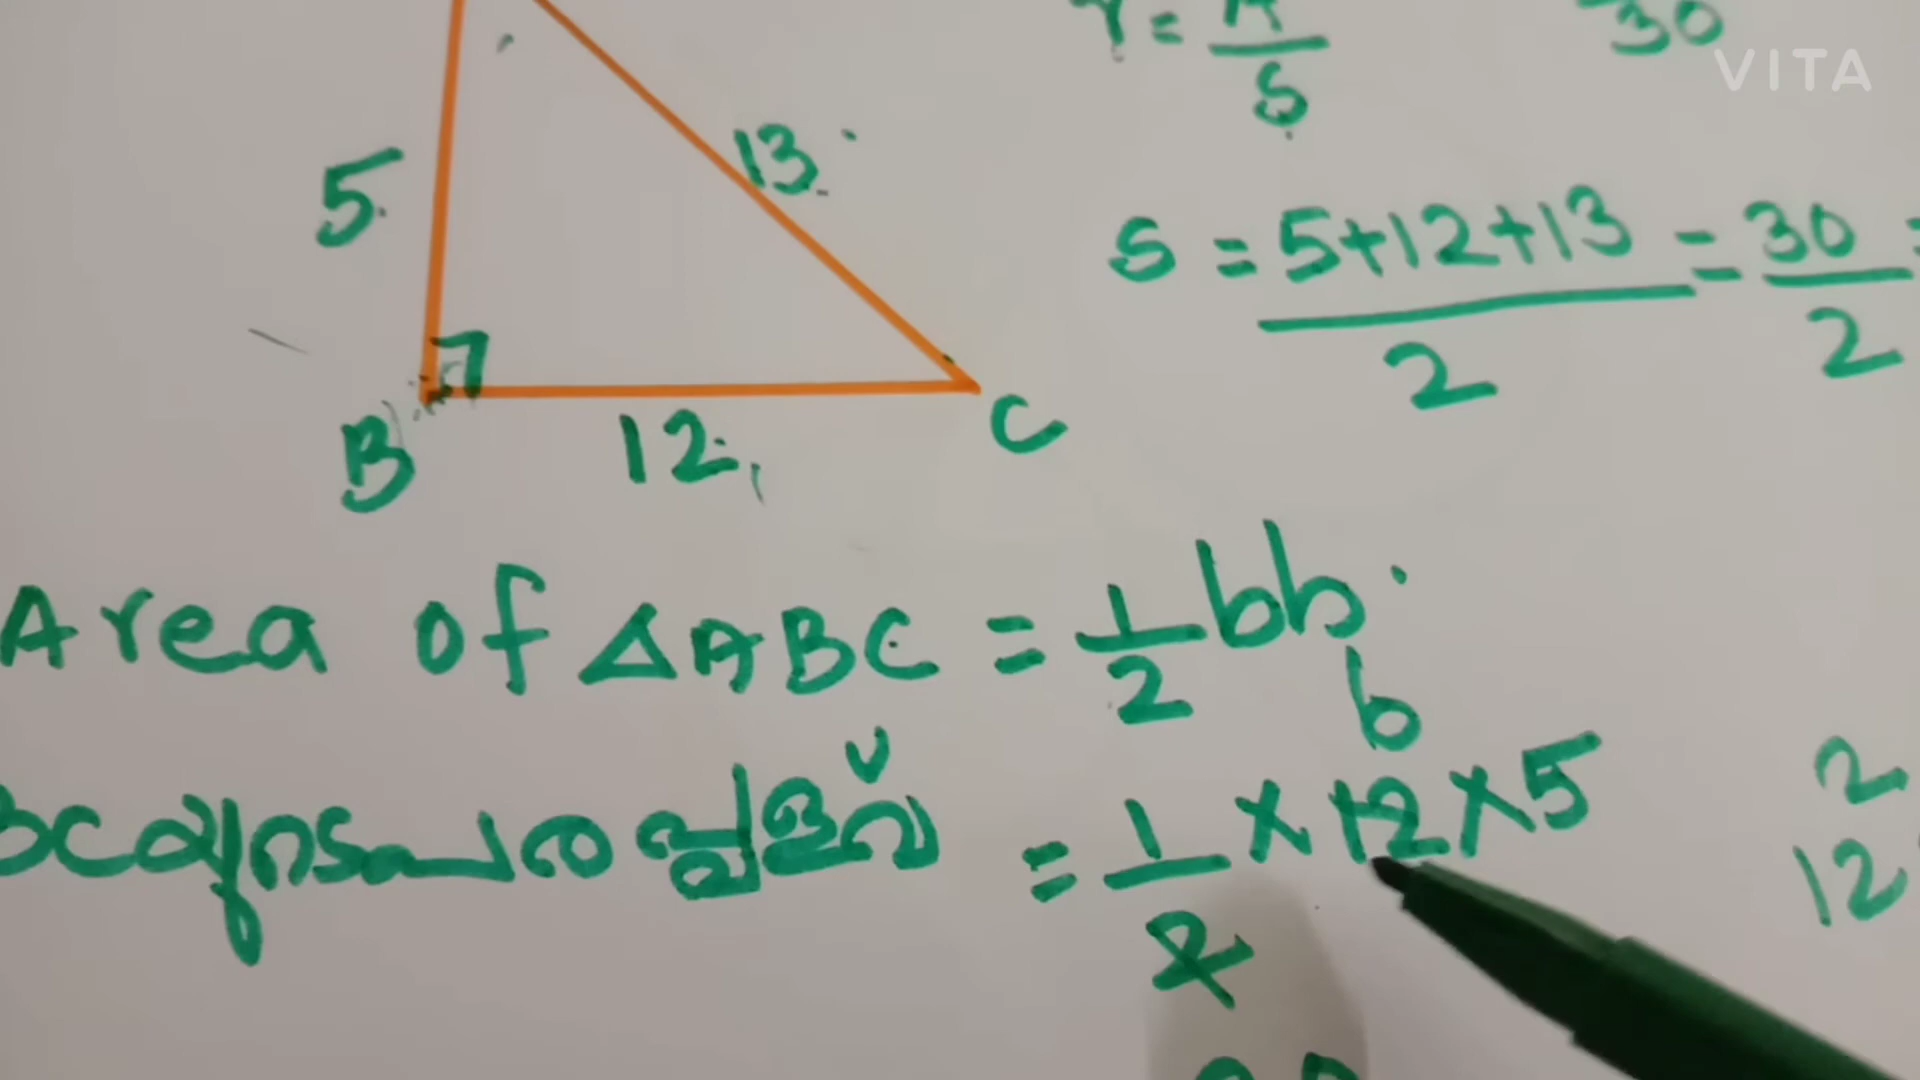 r = A/S
30
VITA
5
13
S = 5+12+13/2 = 30/2 =
B
12
C
Area of ΔABC = 1/2 bh
6
= 1/2 × 12 × 5
2
12